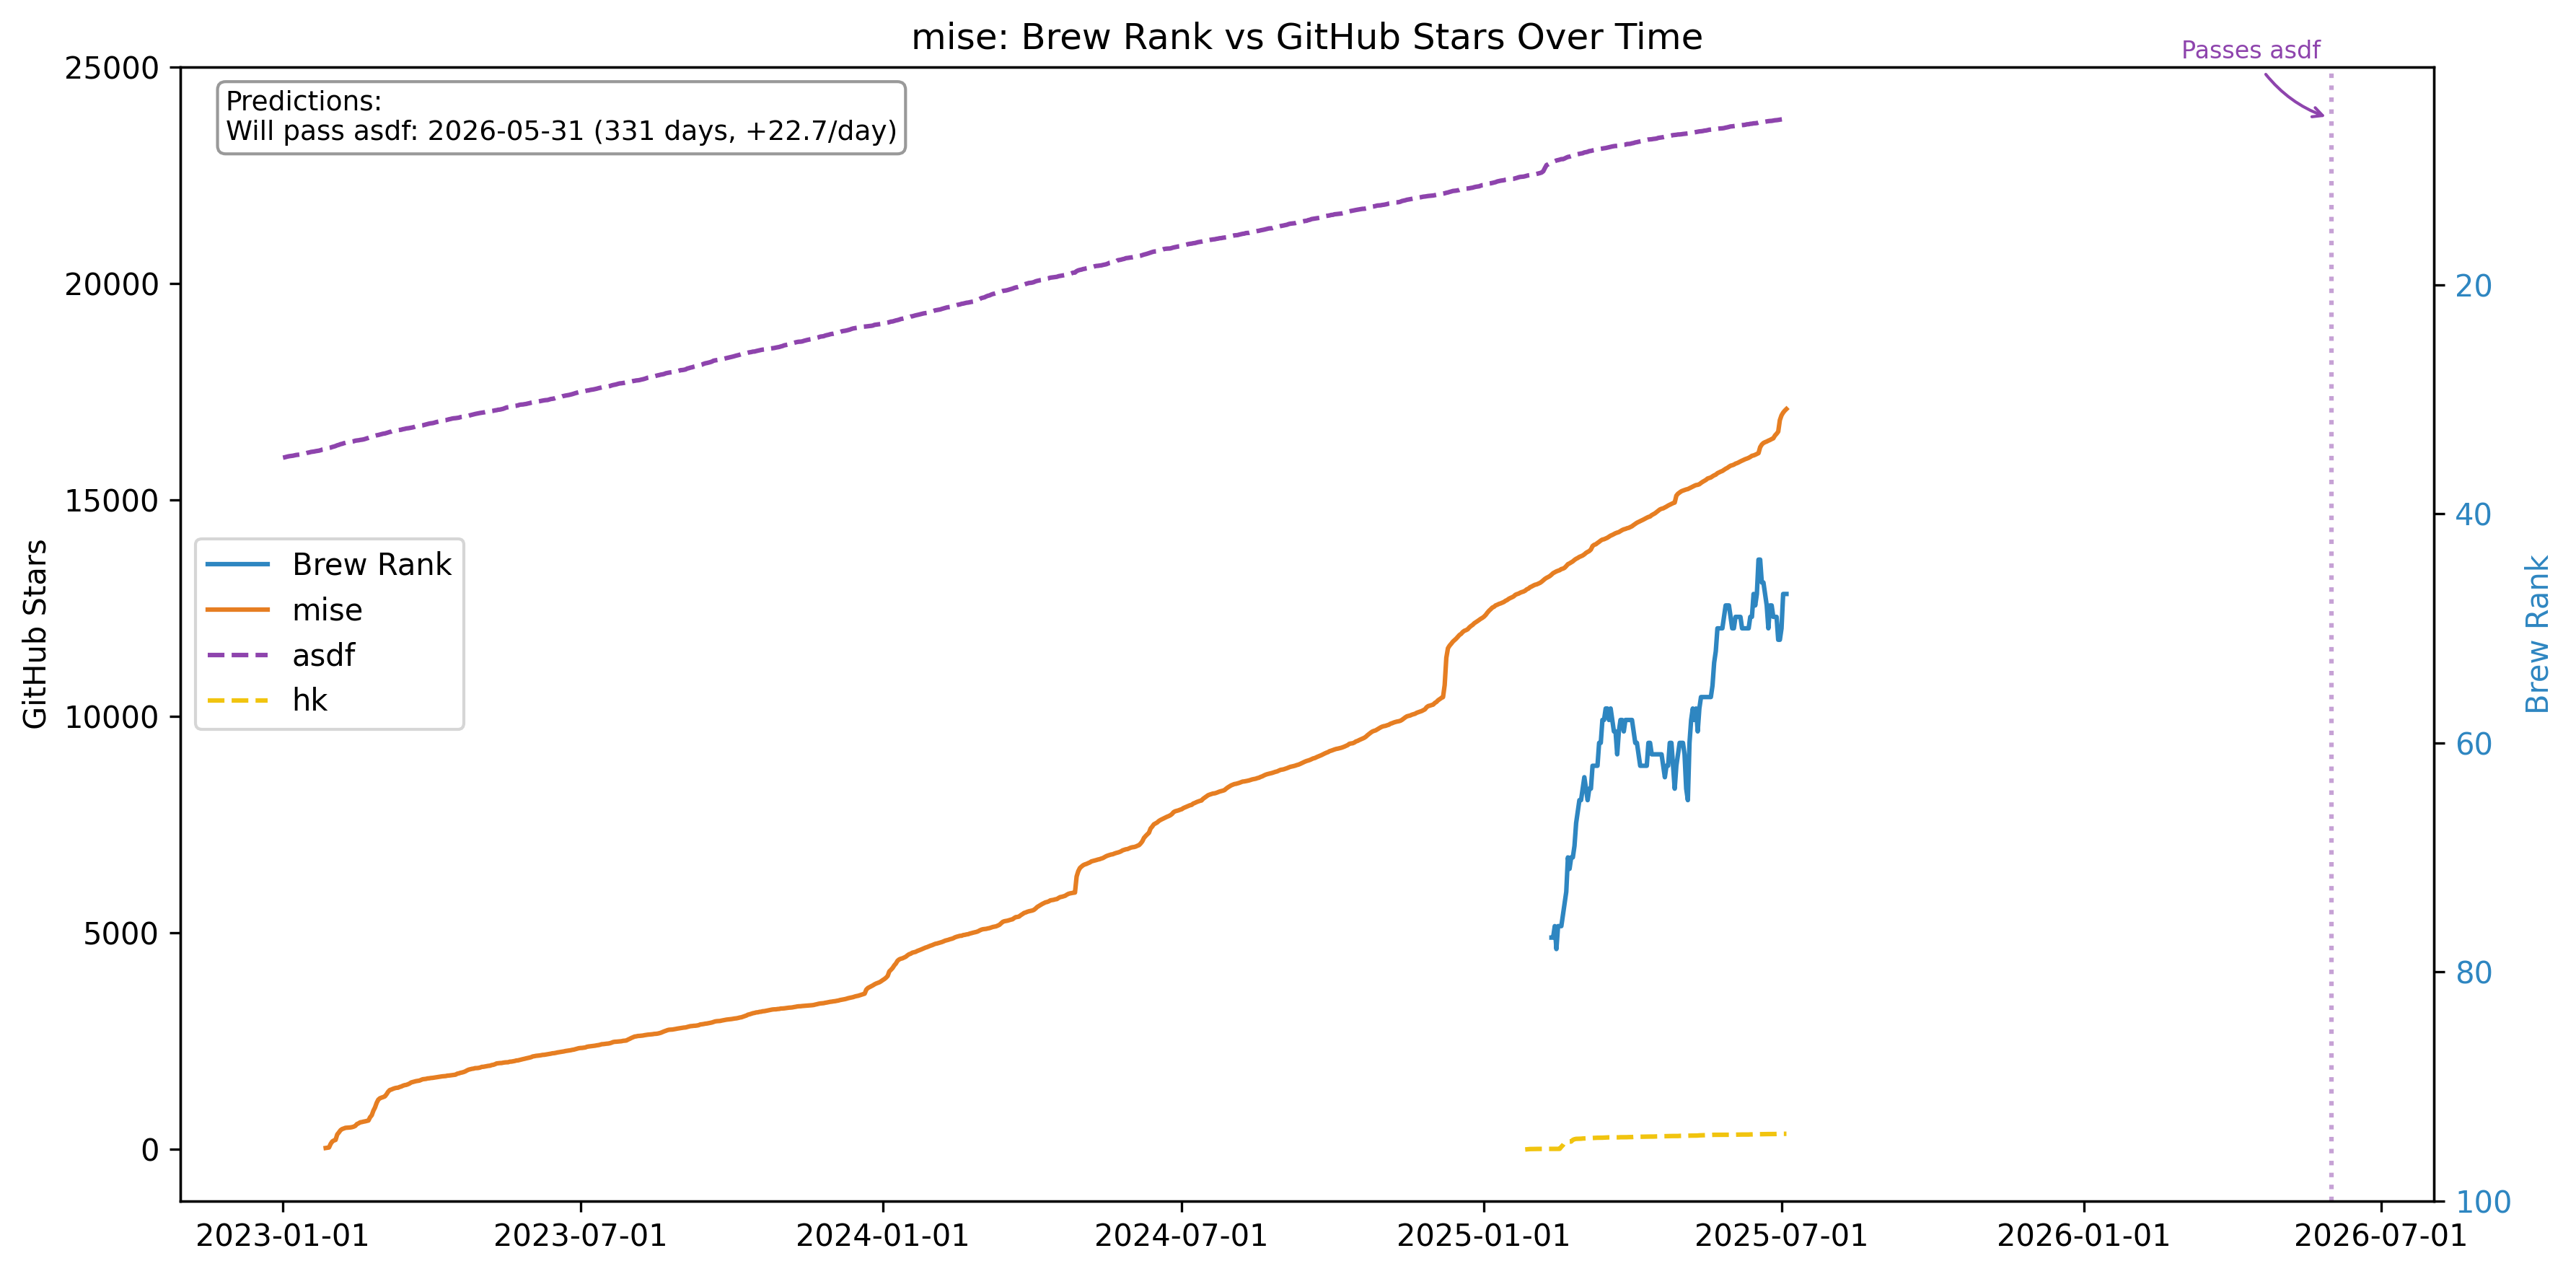 mise: Brew Rank vs GitHub Stars Over Time
Passes asdf
Predictions:
Will pass asdf: 2026-05-31 (331 days, +22.7/day)
25000
20000
15000
10000
5000
0
GitHub Stars
Brew Rank
mise
asdf
hk
20
40
60
80
100
Brew Rank
2023-01-01
2023-07-01
2024-01-01
2024-07-01
2025-01-01
2025-07-01
2026-01-01
2026-07-01